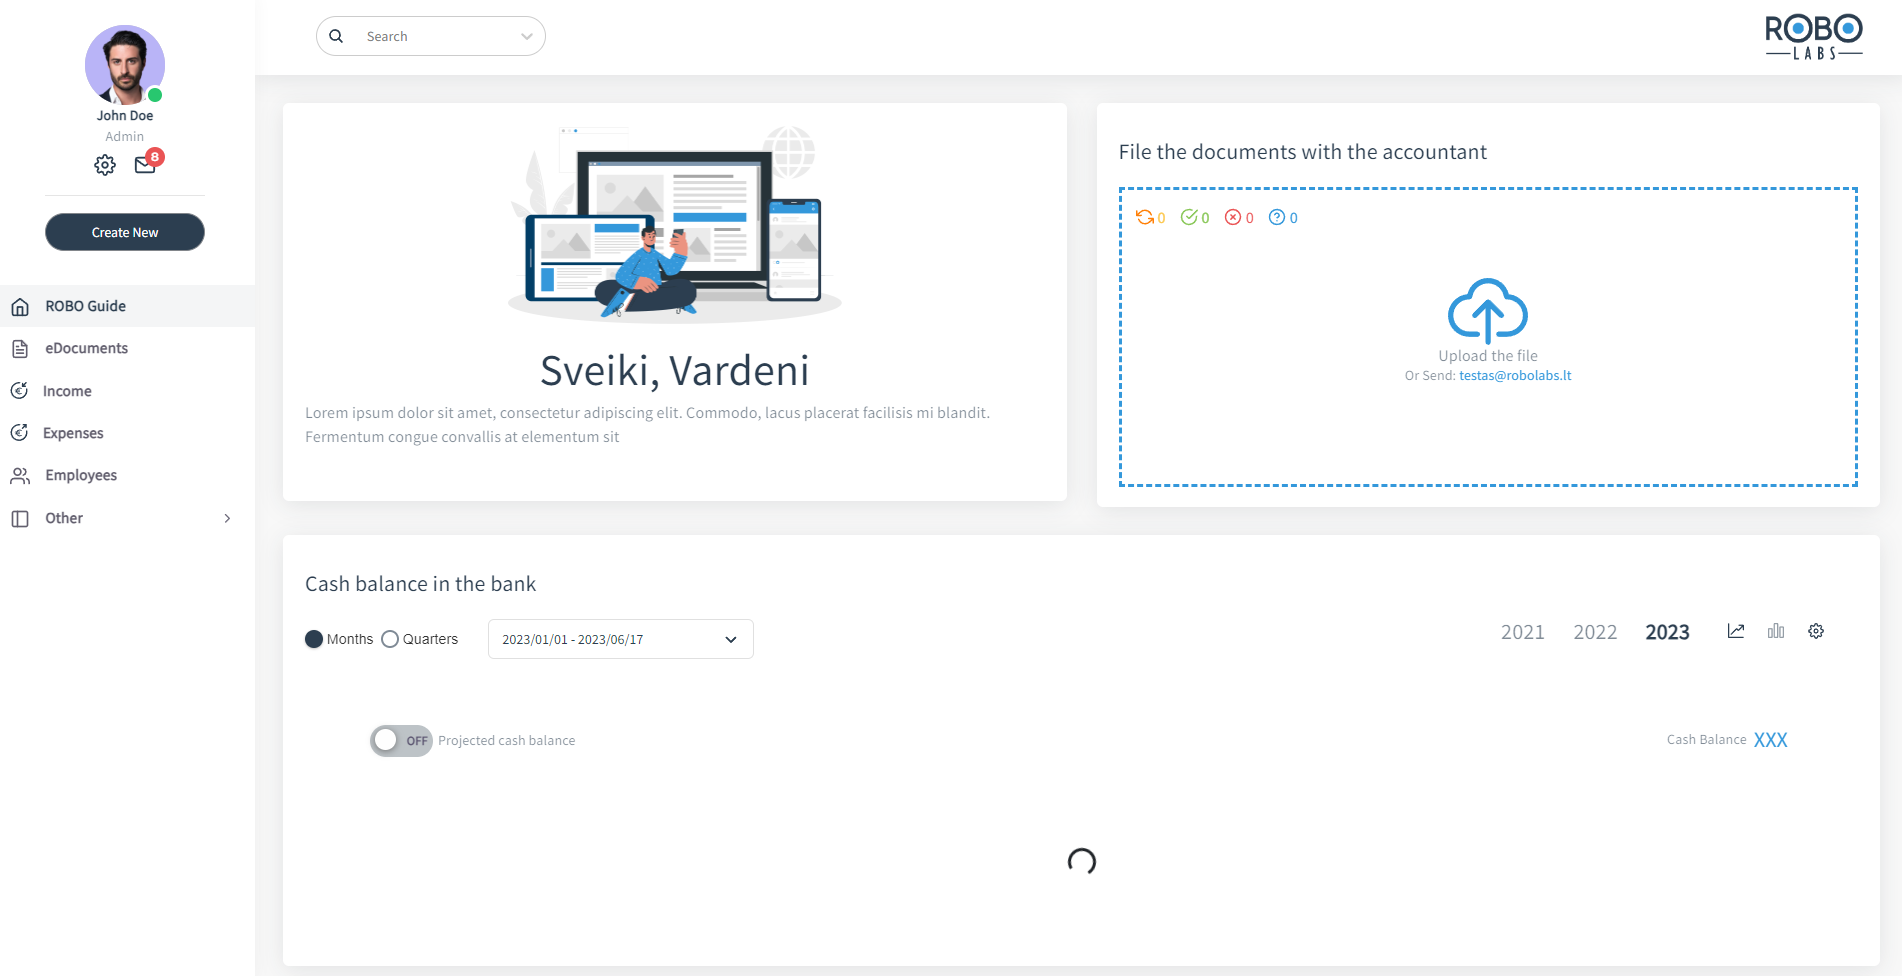 John Doe
Admin
8
Create New
ROBO Guide
eDocuments
Income
Expenses
Employees
Other
Search
ROBO
LABS
Sveiki, Vardeni
Lorem ipsum dolor sit amet, consectetur adipiscing elit. Commodo, lacus placerat facilisis mi blandit.
Fermentum congue convallis at elementum sit
File the documents with the accountant
0 0 0 0
Upload the file
Or Send: testas@robolabs.lt
Cash balance in the bank
Months Quarters 2023/01/01 - 2023/06/17 2021 2022 2023
OFF Projected cash balance Cash Balance XXX